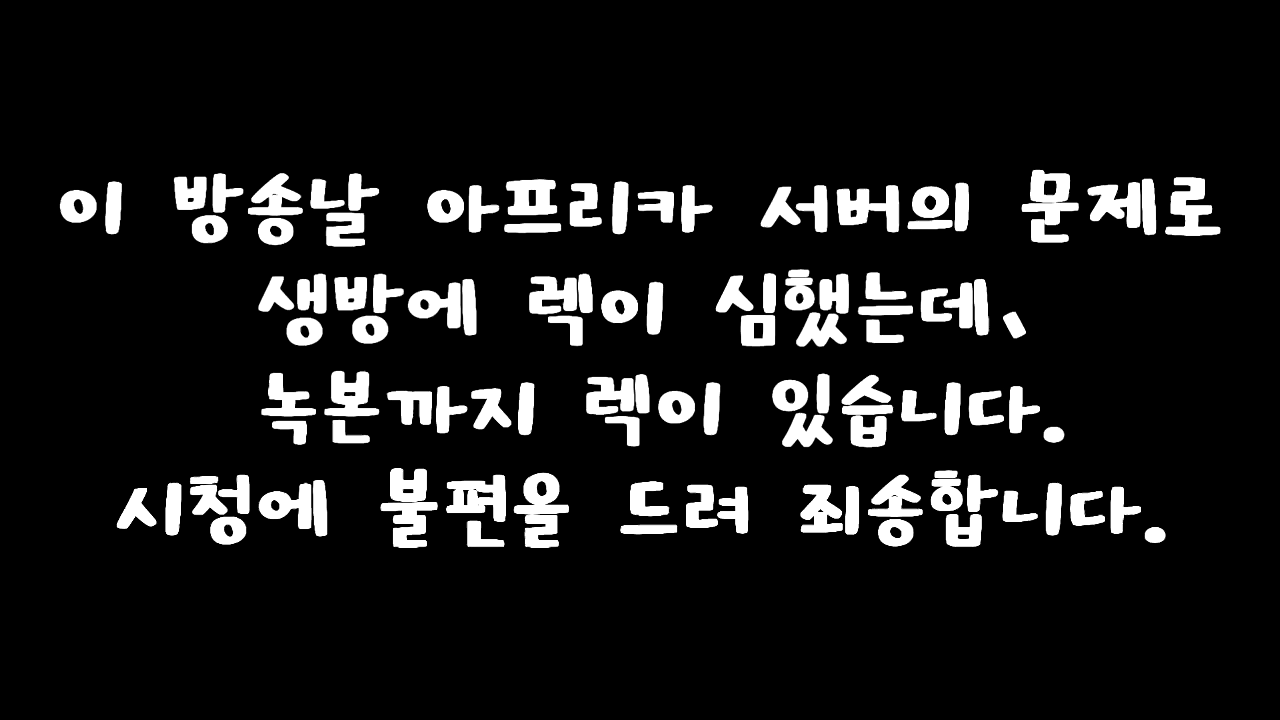 이 방송날 아프리카 서버의 문제로
생방에 렉이 심했는데,
녹본까지 렉이 있습니다.
시청에 불편을 드려 죄송합니다.